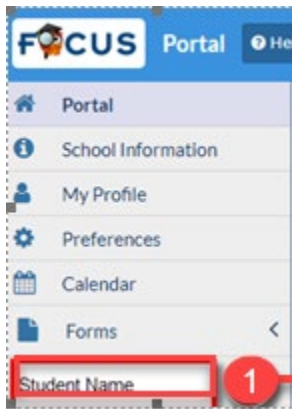 FOCUS Portal He
Portal
School Information
My Profile
Preferences
Calendar
Forms
Student Name 1